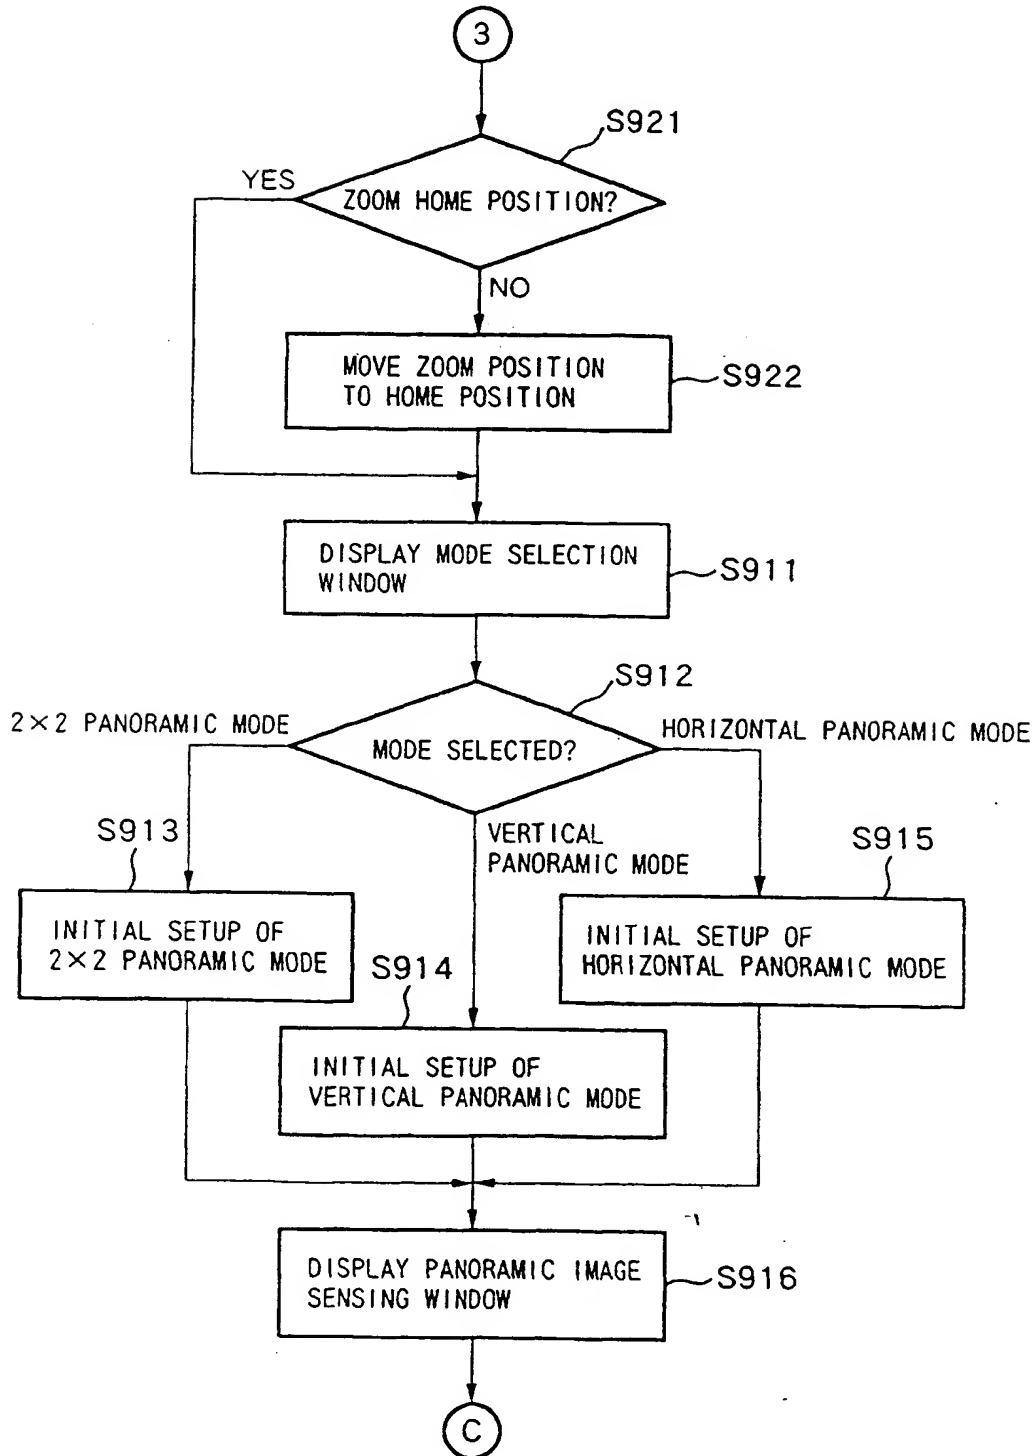 3
S921
YES
ZOOM HOME POSITION?
NO
MOVE ZOOM POSITION
TO HOME POSITION
S922
DISPLAY MODE SELECTION
WINDOW
S911
S912
2×2 PANORAMIC MODE
HORIZONTAL PANORAMIC MODE
MODE SELECTED?
S913
VERTICAL
PANORAMIC MODE
S915
INITIAL SETUP OF
2×2 PANORAMIC MODE
S914
INITIAL SETUP OF
HORIZONTAL PANORAMIC MODE
INITIAL SETUP OF
VERTICAL PANORAMIC MODE
DISPLAY PANORAMIC IMAGE
SENSING WINDOW
S916
C